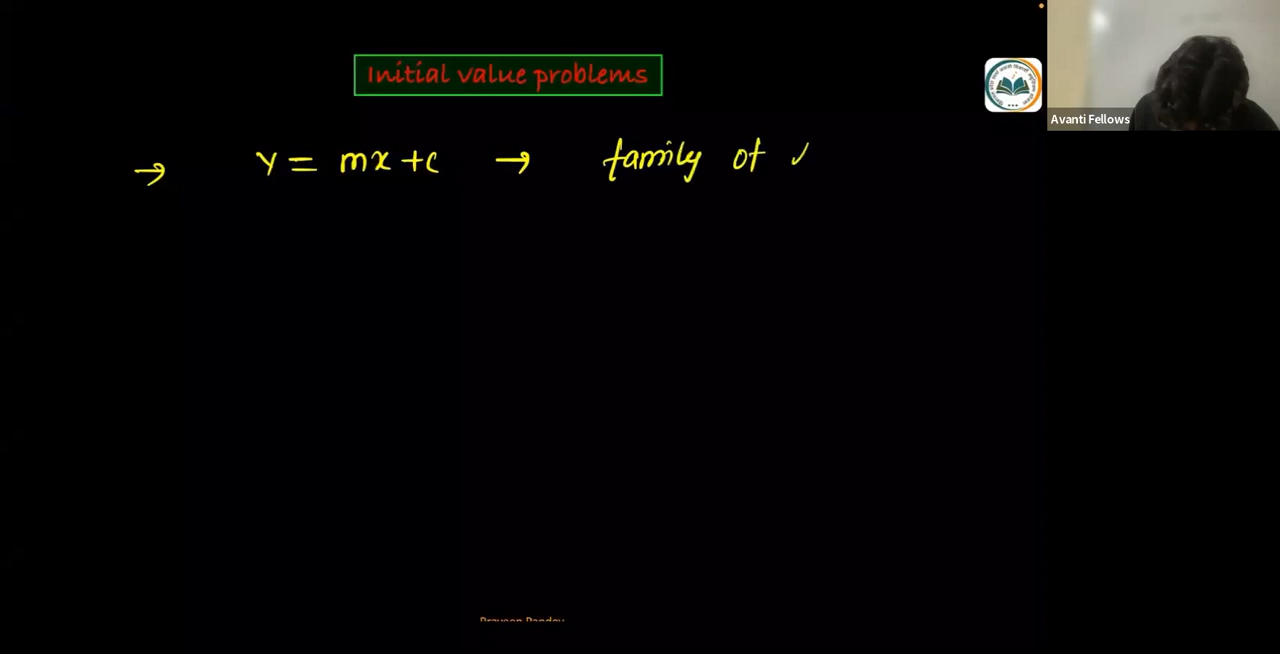 Initial value problems
Avanti Fellows
→ y = mx + c → family of